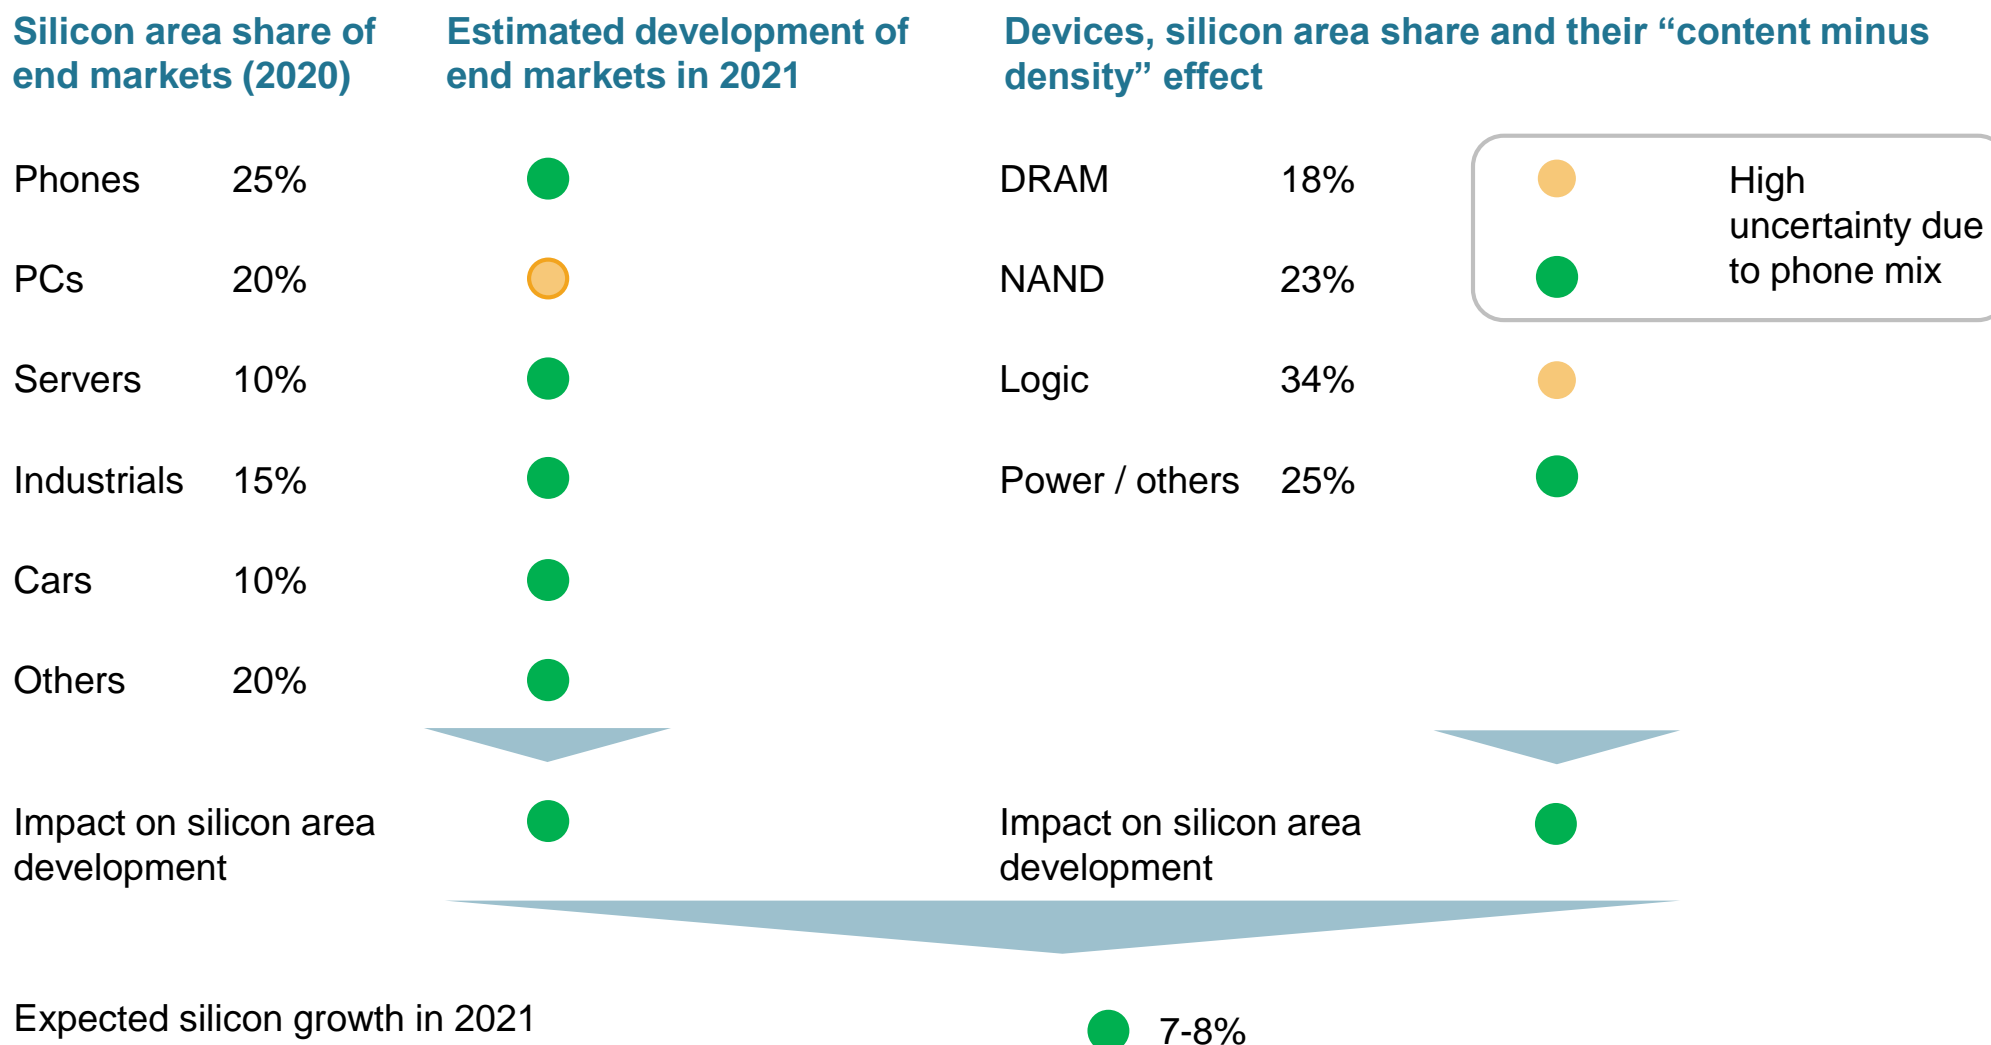 Silicon area share of
end markets (2020)
Estimated development of
end markets in 2021
Devices, silicon area share and their “content minus
density” effect
Phones 25%
PCs 20%
Servers 10%
Industrials 15%
Cars 10%
Others 20%
DRAM 18%
NAND 23%
Logic 34%
Power / others 25%
High
uncertainty due
to phone mix
Impact on silicon area
development
Impact on silicon area
development
Expected silicon growth in 2021
7-8%